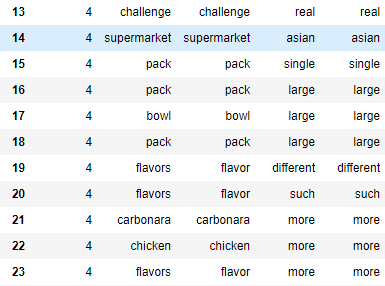 13 4 challenge challenge real real
14 4 supermarket supermarket asian asian
15 4 pack pack single single
16 4 pack pack large large
17 4 bowl bowl large large
18 4 pack pack large large
19 4 flavors flavor different different
20 4 flavors flavor such such
21 4 carbonara carbonara more more
22 4 chicken chicken more more
23 4 flavors flavor more more